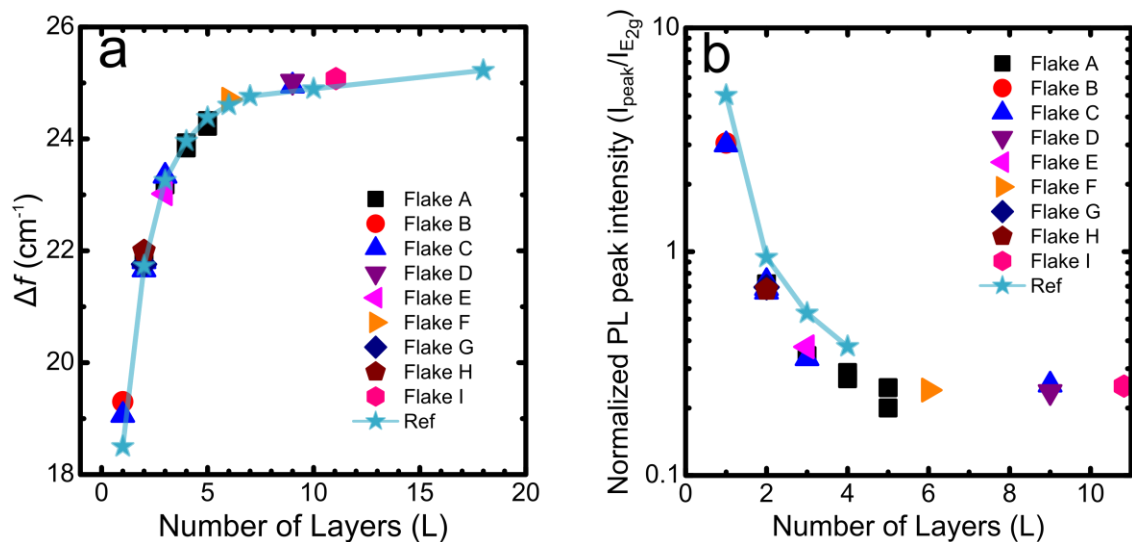 a
26
24
22
20
18
Δf (cm⁻¹)
0
5
10
15
20
Number of Layers (L)
Flake A
Flake B
Flake C
Flake D
Flake E
Flake F
Flake G
Flake H
Flake I
Ref
b
10
1
0.1
Normalized PL peak intensity (I_peak/I_E_2g)
0
2
4
6
8
10
Number of Layers (L)
Flake A
Flake B
Flake C
Flake D
Flake E
Flake F
Flake G
Flake H
Flake I
Ref